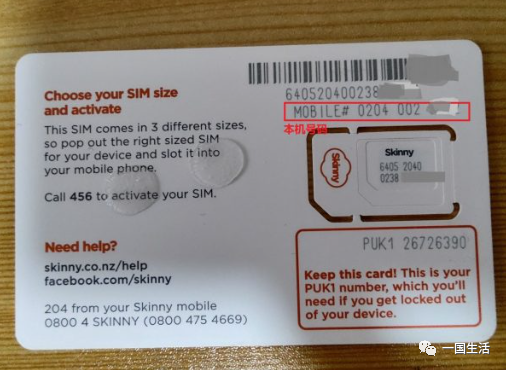 Choose your SIM size
and activate
This SIM comes in 3 different sizes,
so pop out the right sized SIM
for your device and slot it into
your mobile phone.
Call 456 to activate your SIM.
Need help?
skinny.co.nz/help
facebook.com/skinny
204 from your Skinny mobile
0800 4 SKINNY (0800 475 4669)
640520400238
MOBILE# 0204 002
本机号码
Skinny
Skinny
6405 2040
0238
PUK1 26726390
Keep this card! This is your
PUK1 number, which you'll
need if you get locked out
of your device.
一国生活